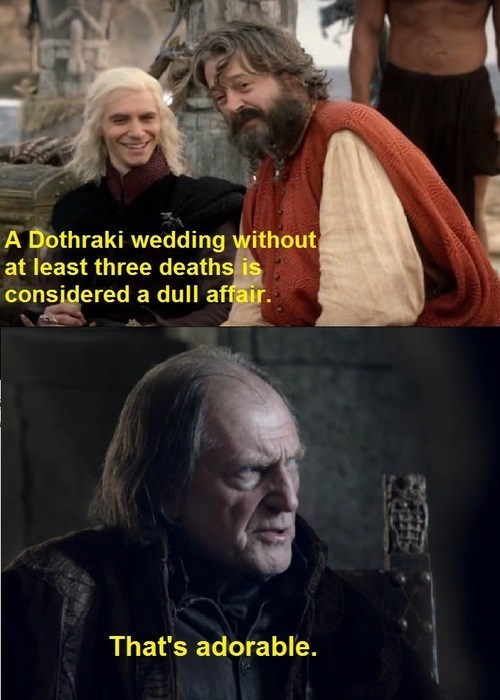 A Dothraki wedding without
at least three deaths is
considered a dull affair.
That's adorable.